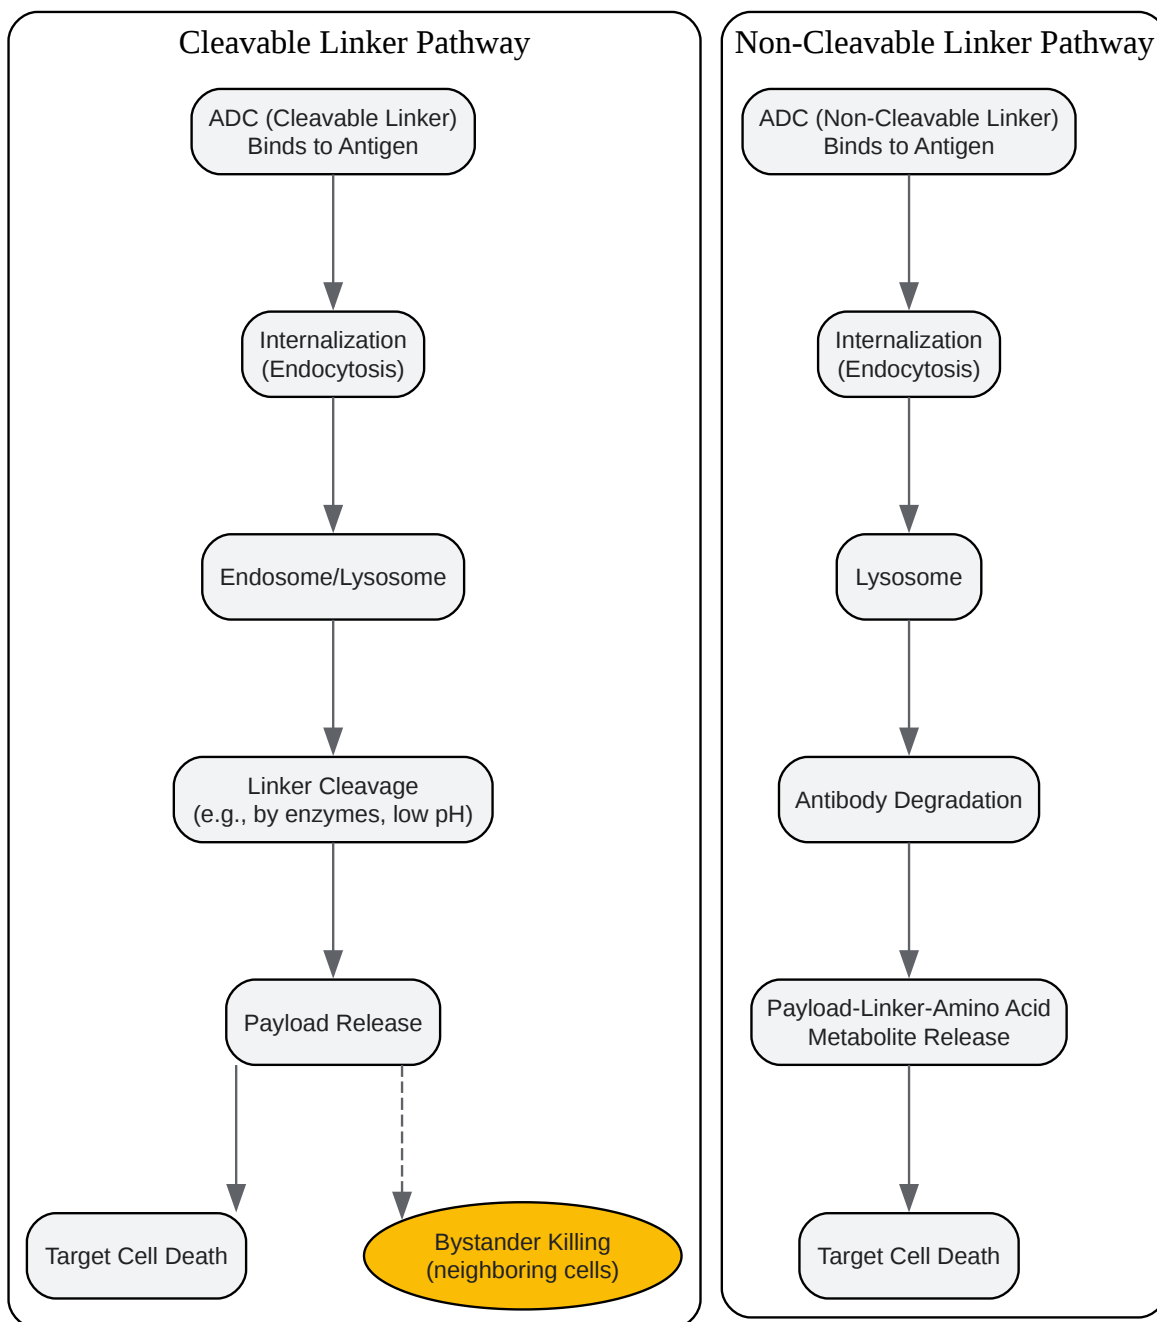 Cleavable Linker Pathway
ADC (Cleavable Linker)
Binds to Antigen
Internalization
(Endocytosis)
Endosome/Lysosome
Linker Cleavage
(e.g., by enzymes, low pH)
Payload Release
Target Cell Death
Bystander Killing
(neighboring cells)
Non-Cleavable Linker Pathway
ADC (Non-Cleavable Linker)
Binds to Antigen
Internalization
(Endocytosis)
Lysosome
Antibody Degradation
Payload-Linker-Amino Acid
Metabolite Release
Target Cell Death